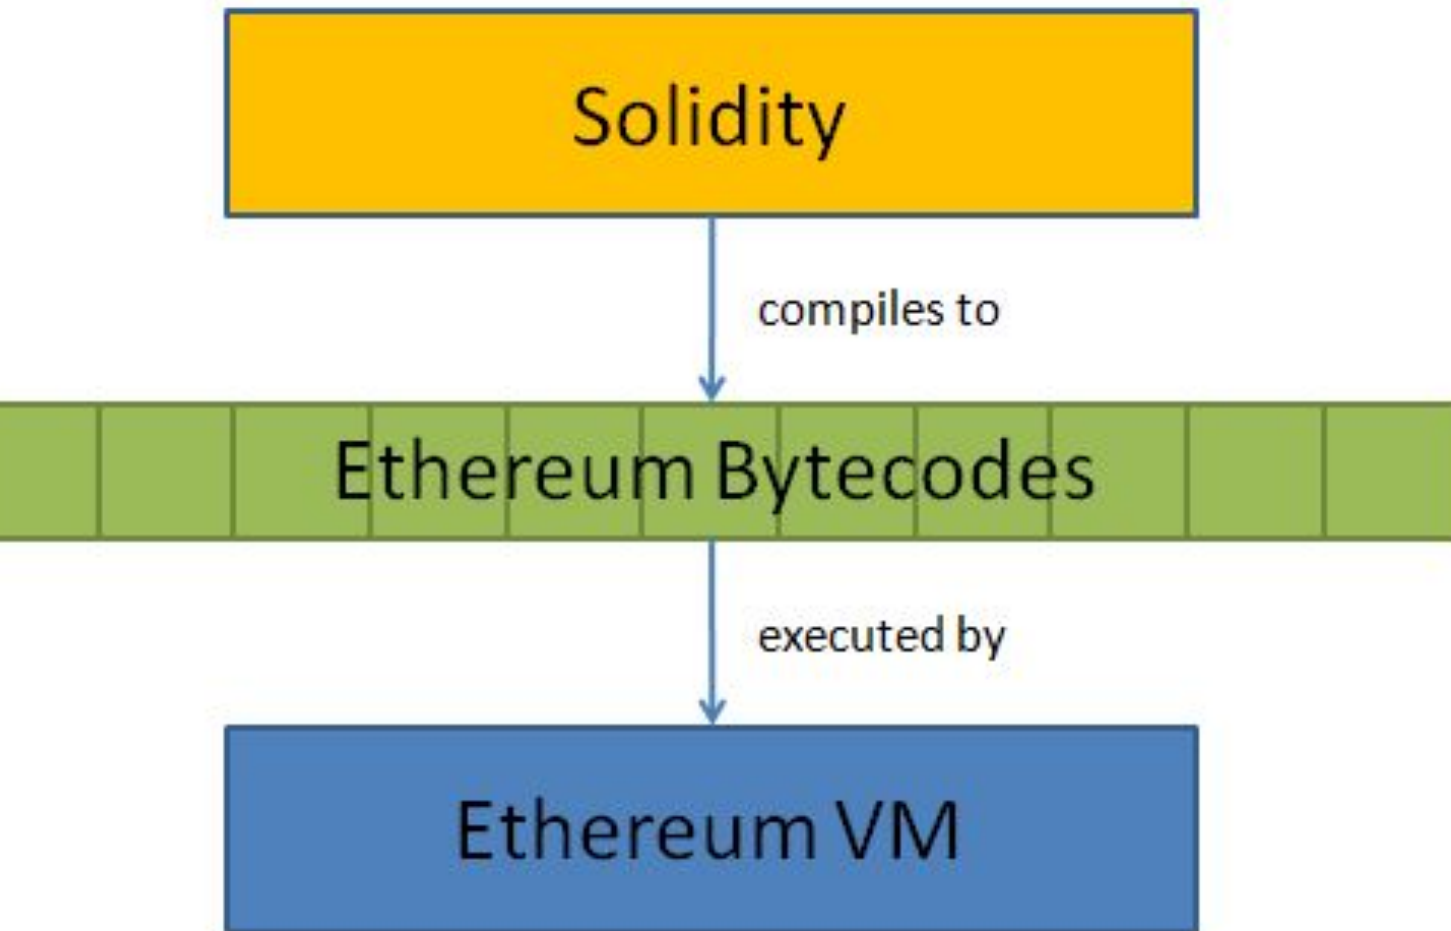 Solidity
compiles to
Ethereum Bytecodes
executed by
Ethereum VM